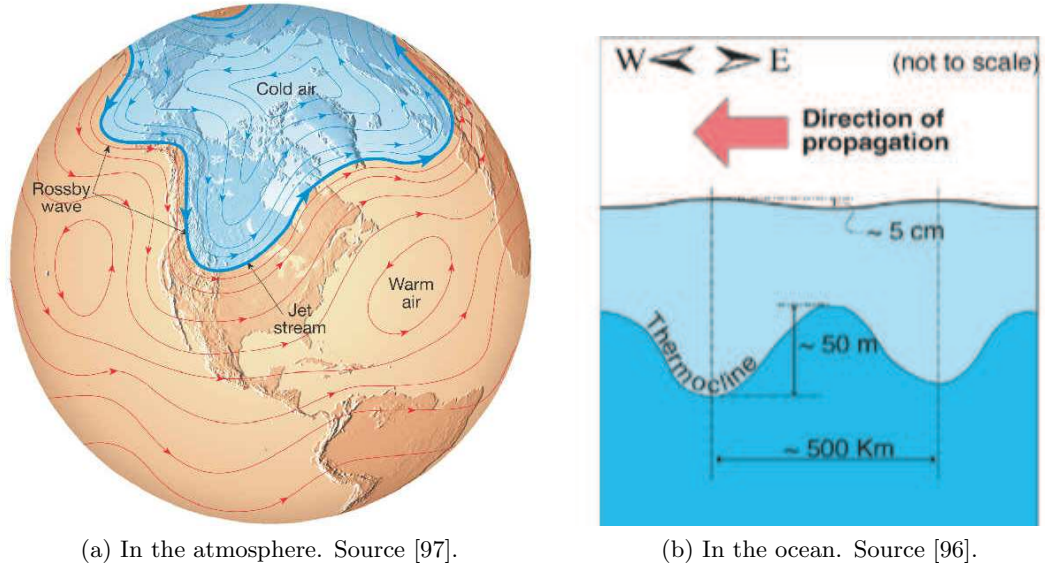 Cold air
Rossby
wave
Jet
stream
Warm
air
(a) In the atmosphere. Source [97].
W E
(not to scale)
Direction of
propagation
~ 5 cm
Thermocline
~ 50 m
~ 500 Km
(b) In the ocean. Source [96].